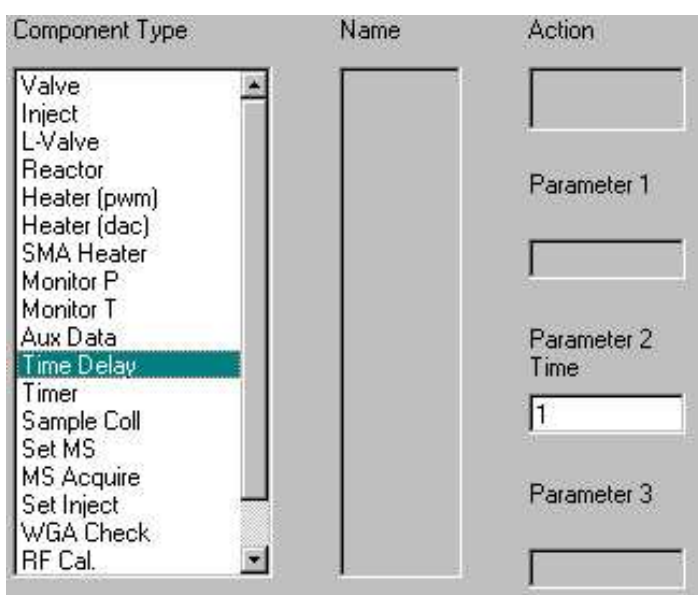 Component Type
Name
Action
Valve
Inject
L-Valve
Reactor
Heater (pwm)
Heater (dac)
SMA Heater
Monitor P
Monitor T
Aux Data
Time Delay
Timer
Sample Coll
Set MS
MS Acquire
Set Inject
WGA Check
RF Cal.
Parameter 1
Parameter 2
Time
1
Parameter 3